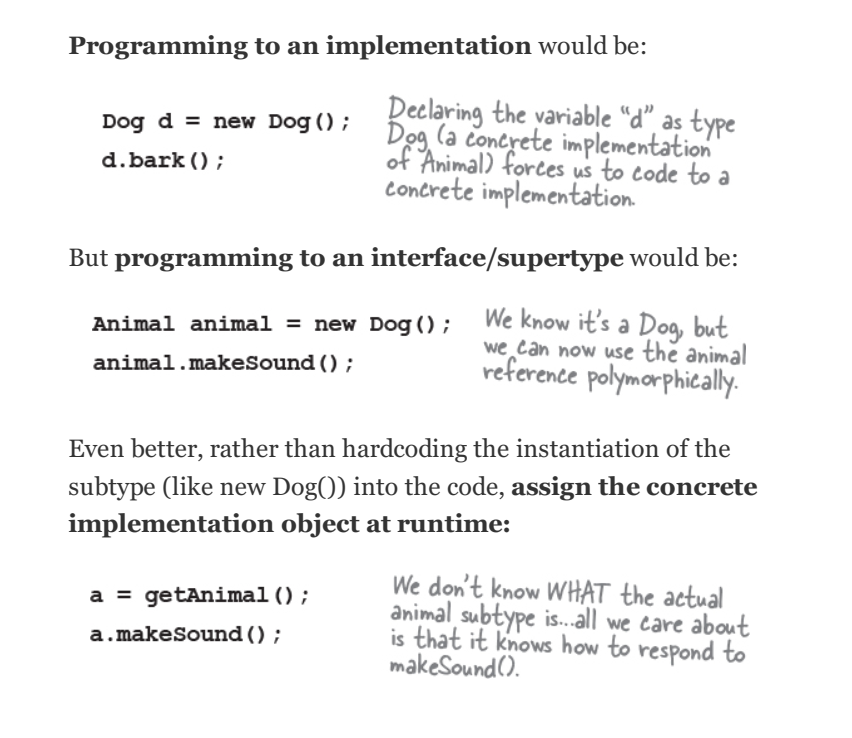 Programming to an implementation would be:
Dog d = new Dog();
d.bark();
Declaring the variable “d” as type
Dog (a concrete implementation
of Animal) forces us to code to a
concrete implementation.
But programming to an interface/supertype would be:
Animal animal = new Dog();
animal.makeSound();
We know it's a Dog, but
we can now use the animal
reference polymorphically.
Even better, rather than hardcoding the instantiation of the
subtype (like new Dog()) into the code, assign the concrete
implementation object at runtime:
a = getAnimal();
a.makeSound();
We don't know WHAT the actual
animal subtype is...all we care about
is that it knows how to respond to
makeSound().